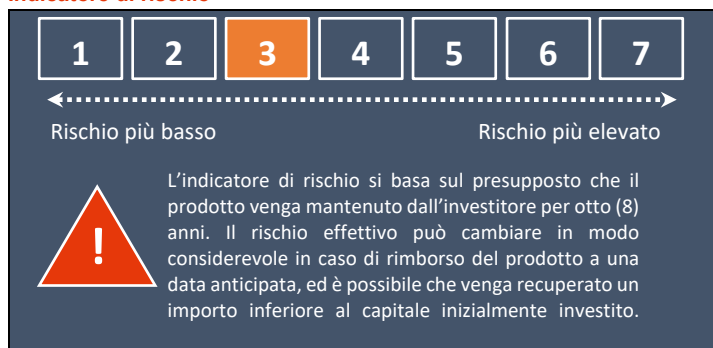 Indicatore di rischio
1 2 3 4 5 6 7
Rischio più basso Rischio più elevato
!
L’indicatore di rischio si basa sul presupposto che il
prodotto venga mantenuto dall’investitore per otto (8)
anni. Il rischio effettivo può cambiare in modo
considerevole in caso di rimborso del prodotto a una
data anticipata, ed è possibile che venga recuperato un
importo inferiore al capitale inizialmente investito.